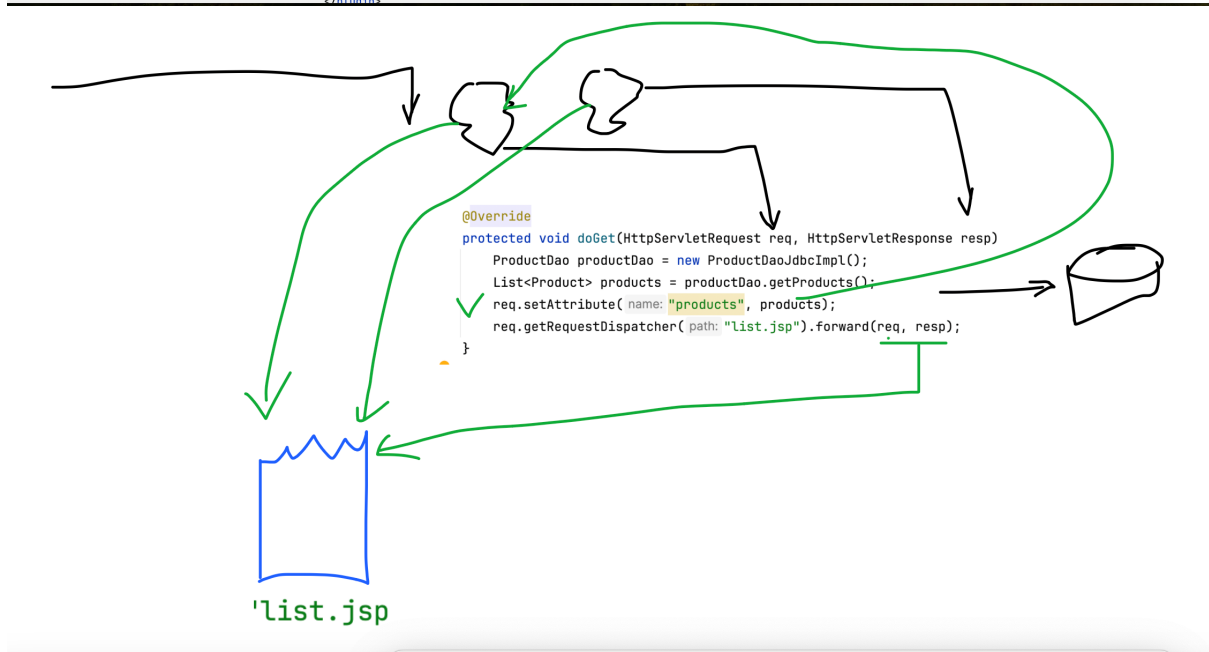 @Override
protected void doGet(HttpServletRequest req, HttpServletResponse resp)
ProductDao productDao = new ProductDaoJdbcImpl();
List<Product> products = productDao.getProducts();
req.setAttribute( name: "products", products);
req.getRequestDispatcher( path: "list.jsp").forward(req, resp);
}
'list.jsp